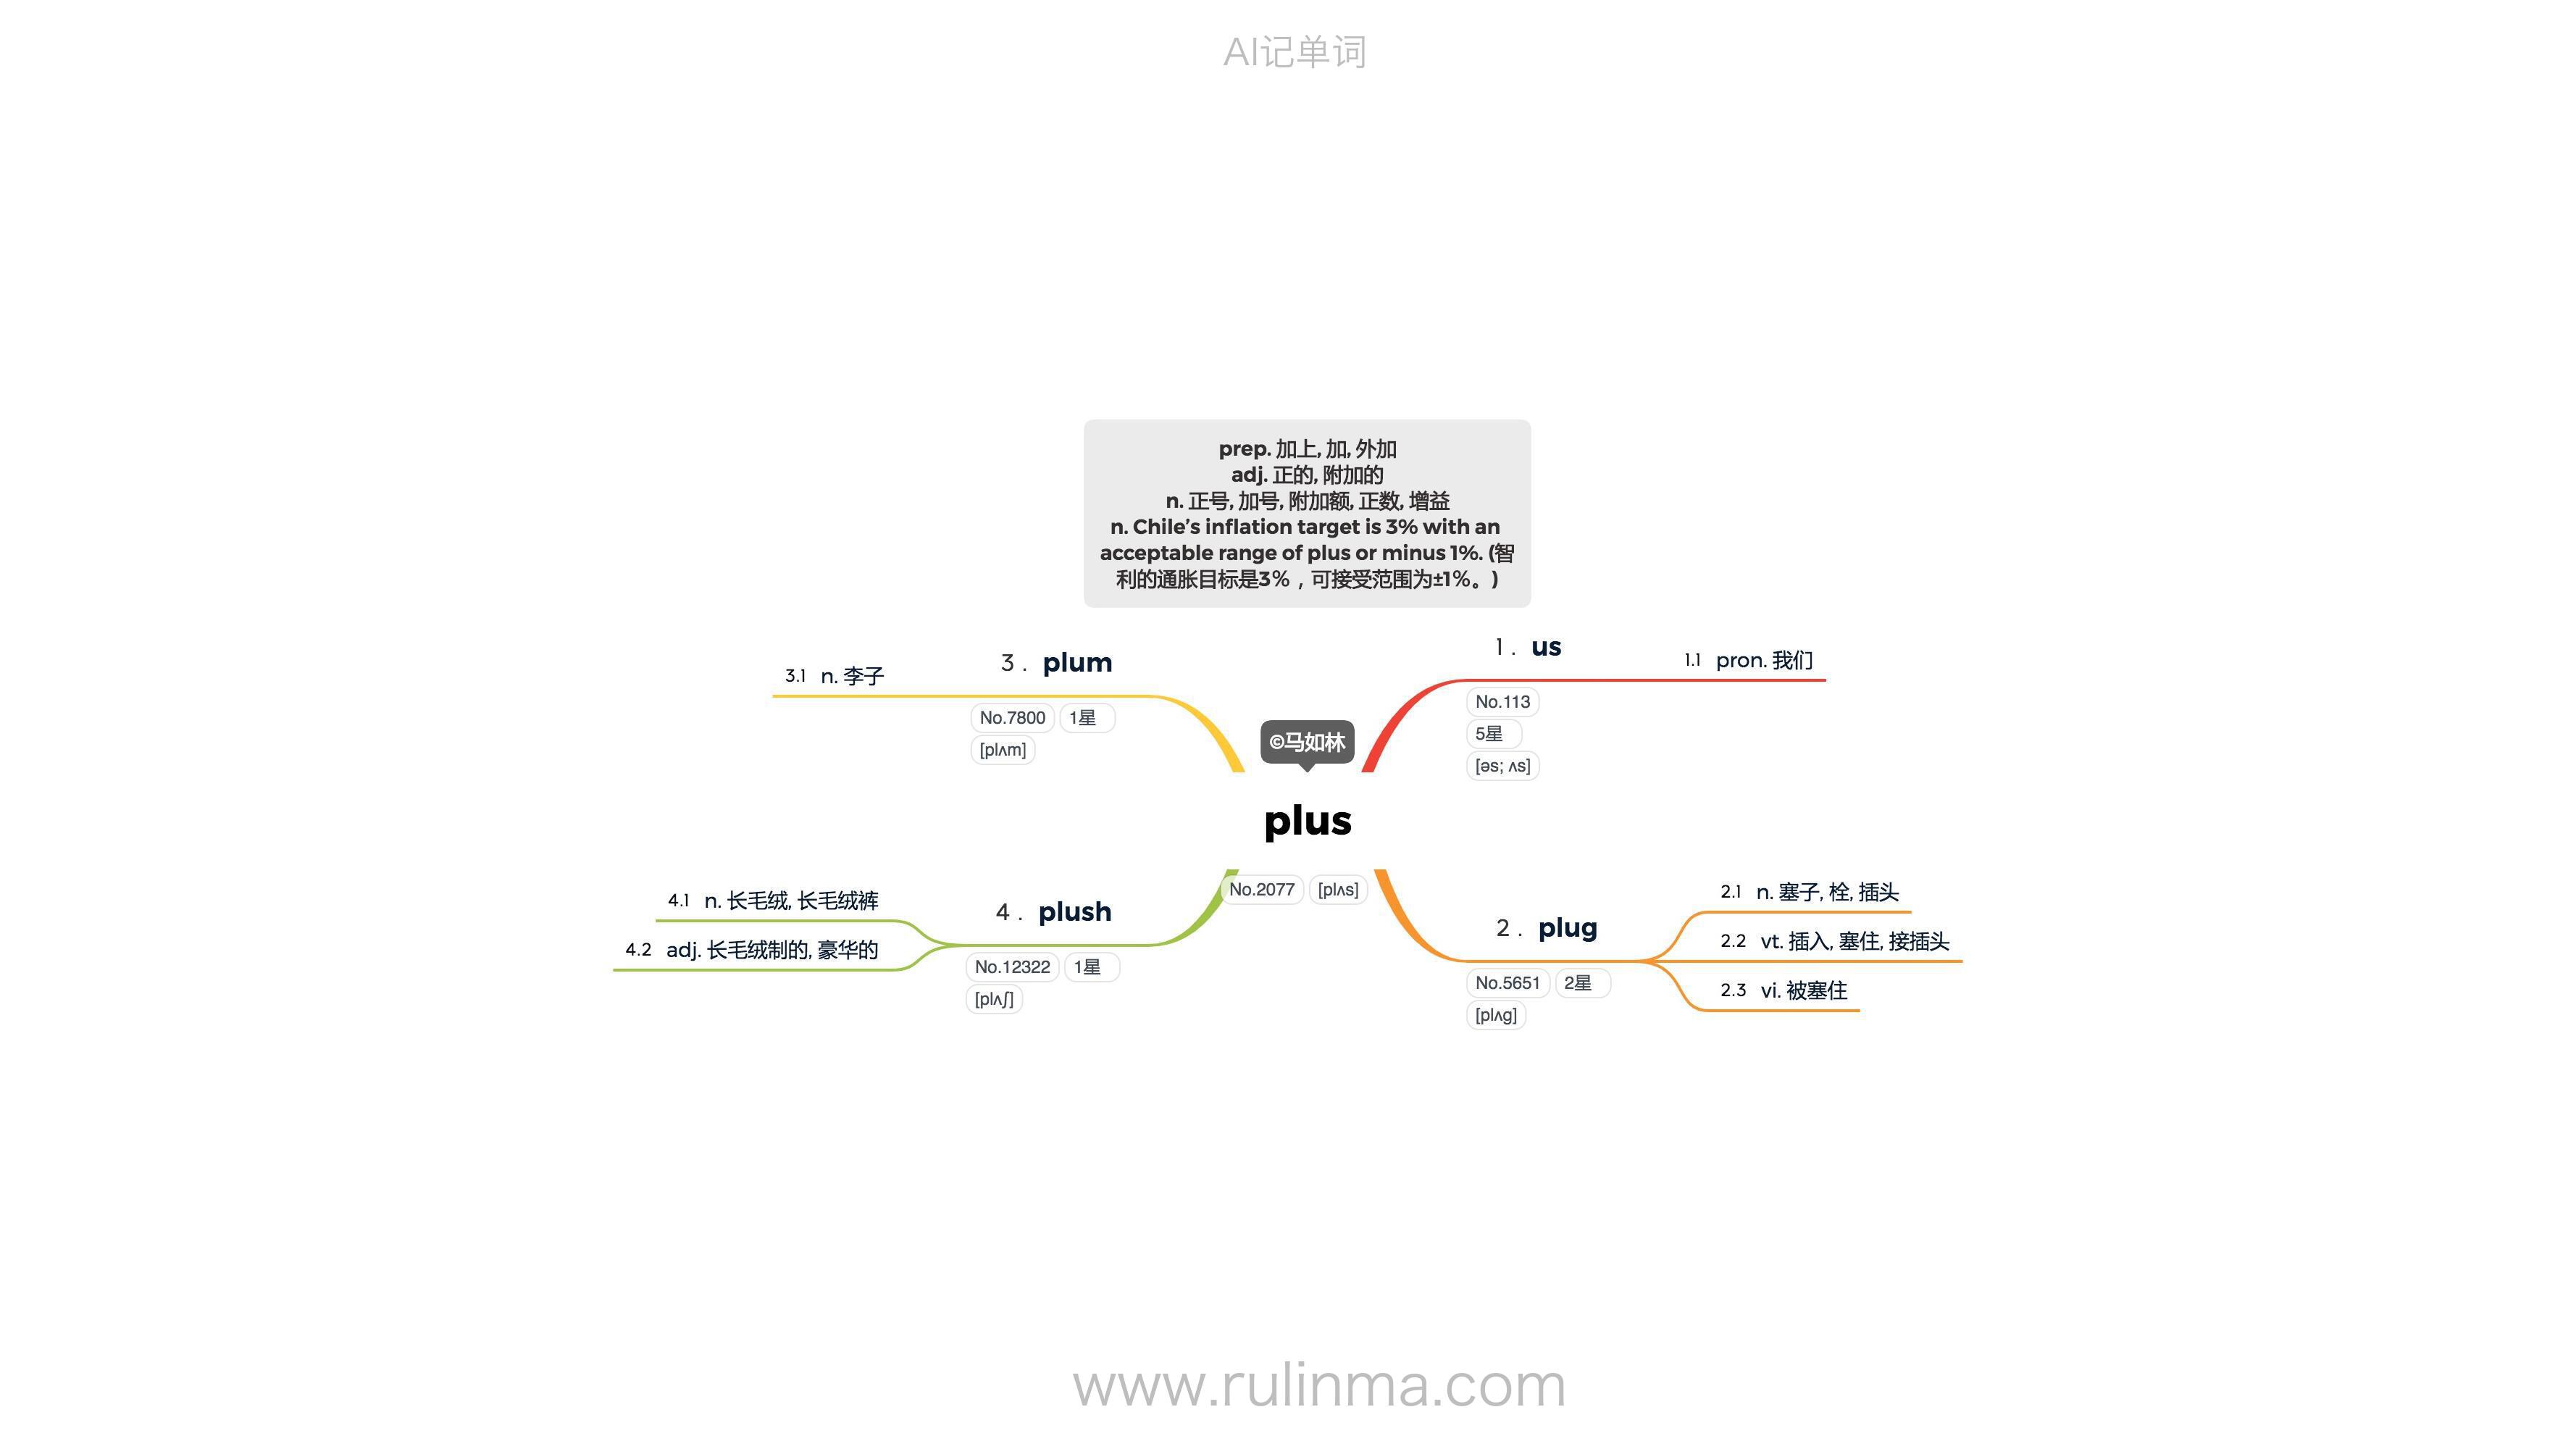 AI记单词
prep. 加上, 加, 外加
adj. 正的, 附加的
n. 正号, 加号, 附加额, 正数, 增益
n. Chile’s inflation target is 3% with an
acceptable range of plus or minus 1%. (智
利的通胀目标是3%，可接受范围为±1%。)
©马如林
plus
No.2077 [plʌs]
1. us
No.113
5星
[əs; ʌs]
1.1 pron. 我们
2. plug
No.5651 2星
[plʌg]
2.1 n. 塞子, 栓, 插头
2.2 vt. 插入, 塞住, 接插头
2.3 vi. 被塞住
3. plum
No.7800 1星
[plʌm]
3.1 n. 李子
4. plush
No.12322 1星
[plʌʃ]
4.1 n. 长毛绒, 长毛绒裤
4.2 adj. 长毛绒制的, 豪华的
www.rulinma.com